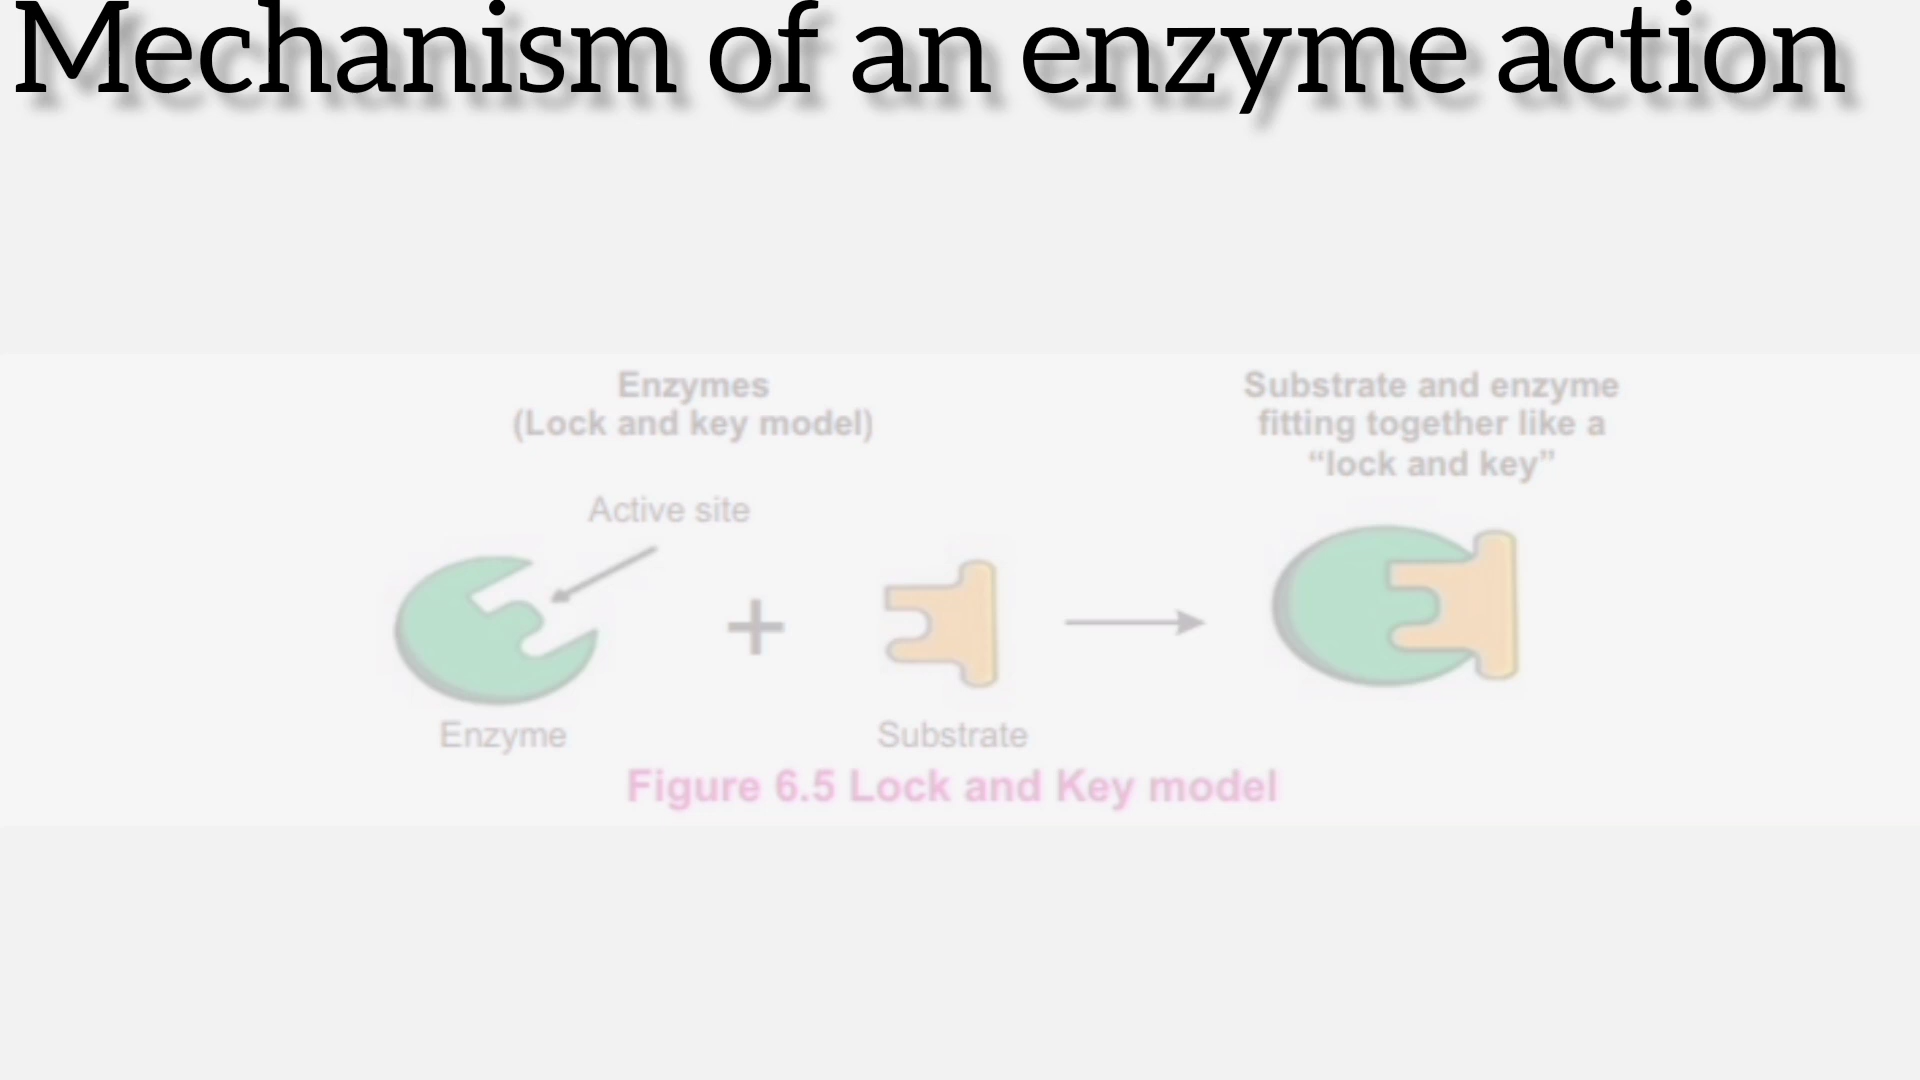 Mechanism of an enzyme action
Enzymes
(Lock and key model)
Substrate and enzyme
fitting together like a
“lock and key”
Active site
+
Enzyme
Substrate
Figure 6.5 Lock and Key model